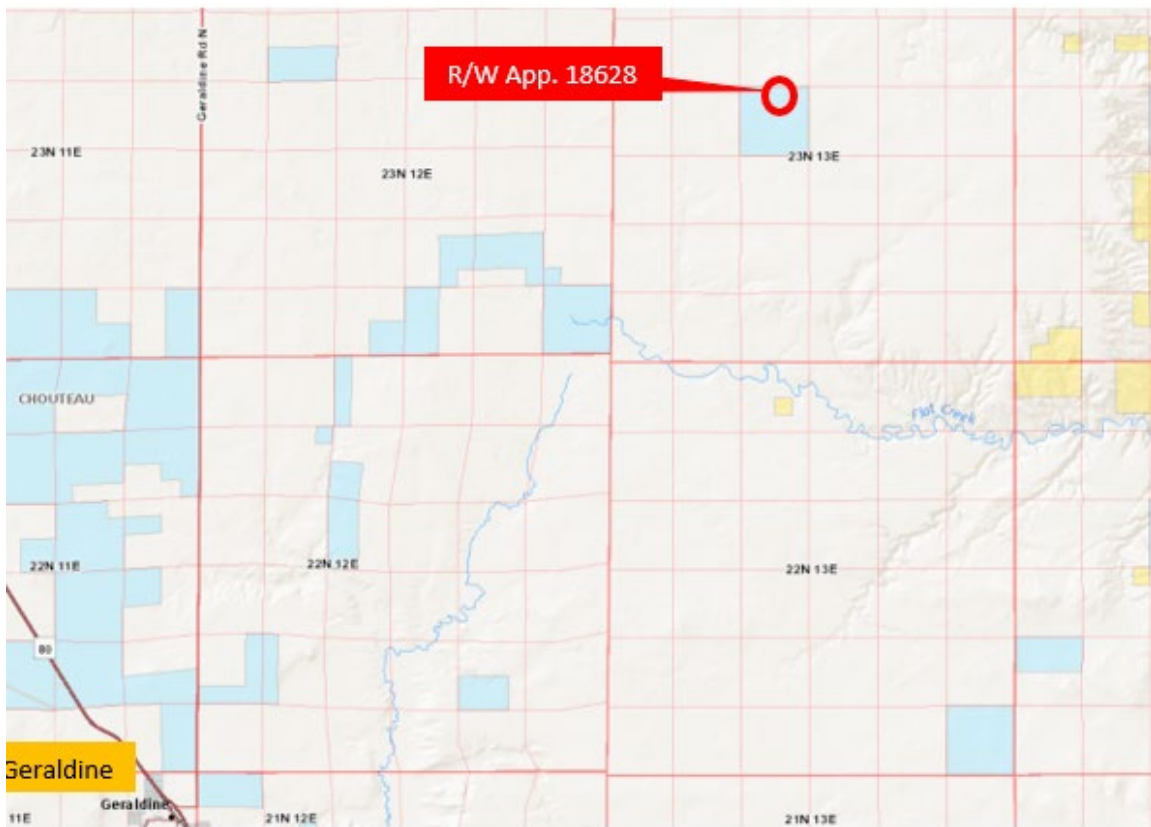 Geraldine Rd N
R/W App. 18628
23N 11E
23N 12E
23N 13E
CHOUTEAU
Flat Creek
22N 11E
22N 12E
22N 13E
80
Geraldine
Geraldine
11E
21N 12E
21N 13E